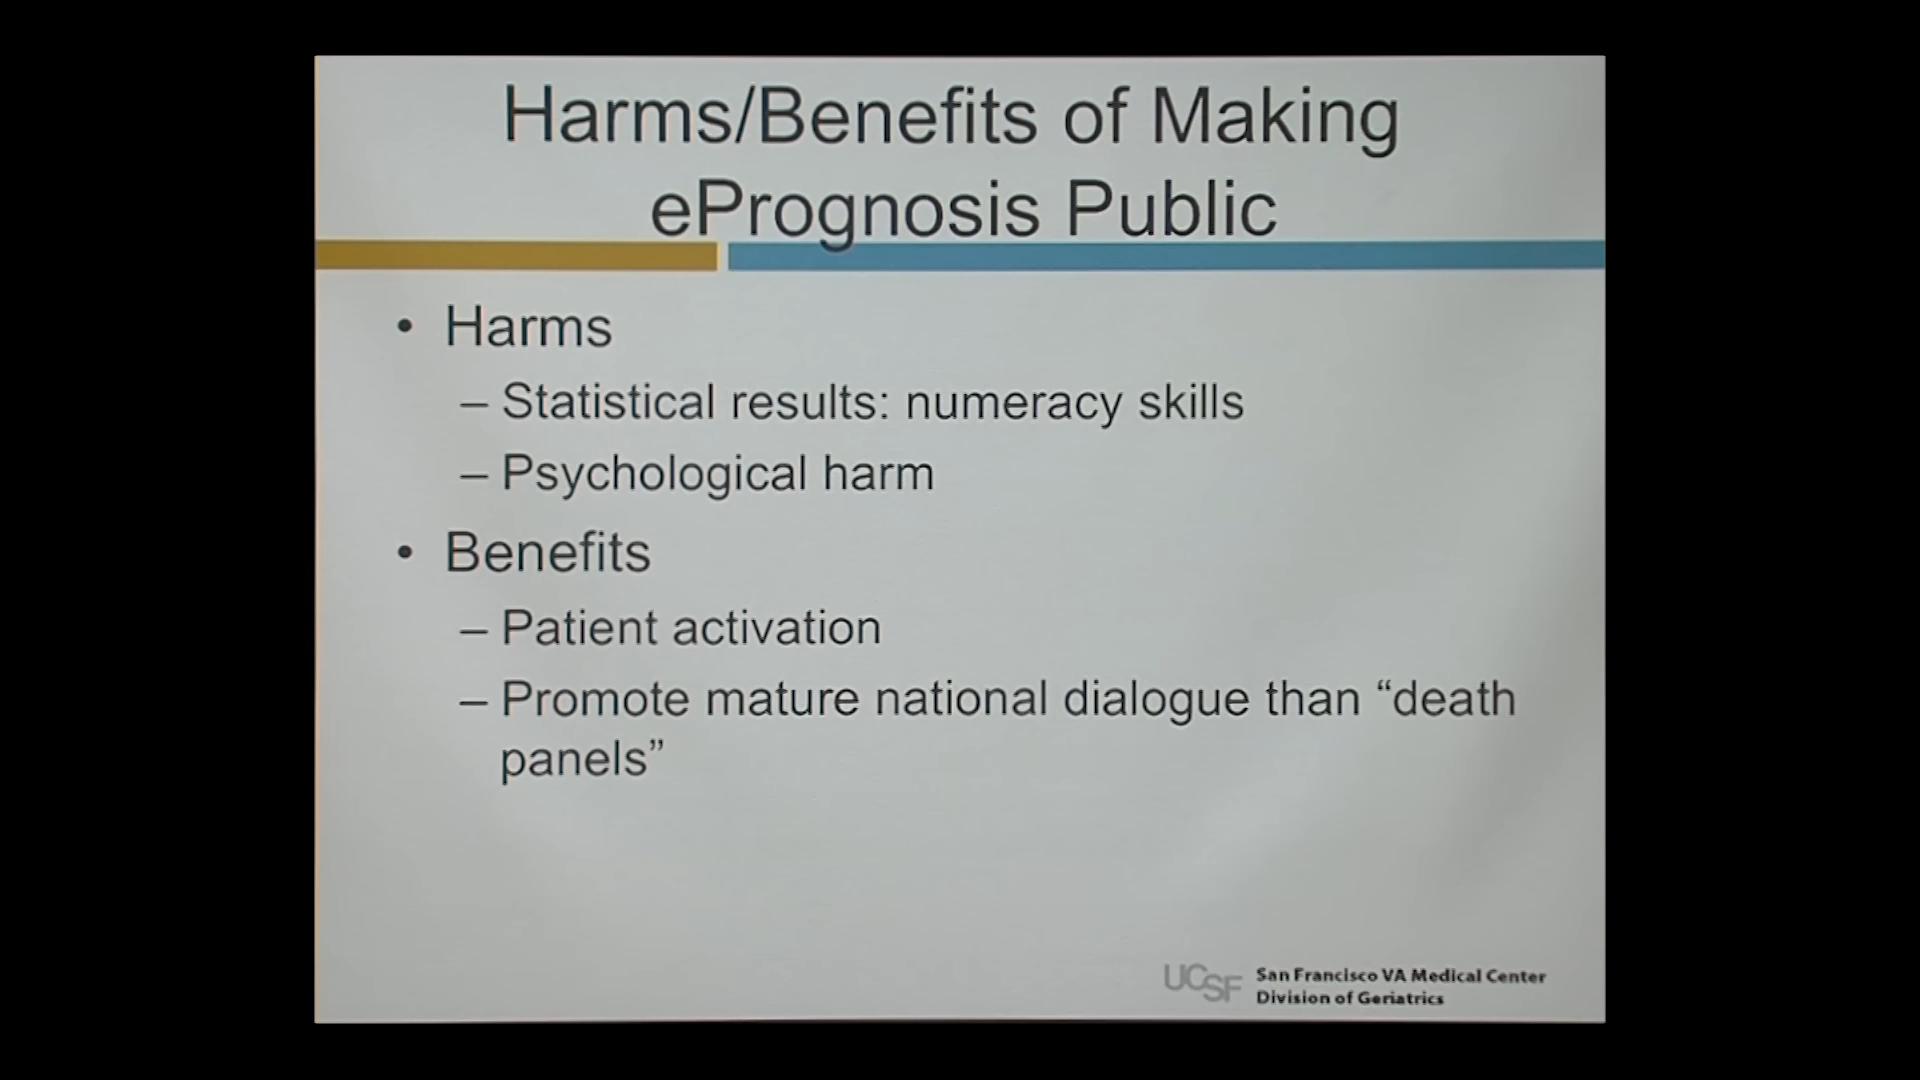 Harms/Benefits of Making
ePrognosis Public
• Harms
– Statistical results: numeracy skills
– Psychological harm
• Benefits
– Patient activation
– Promote mature national dialogue than “death
panels”
UCSF
San Francisco VA Medical Center
Division of Geriatrics